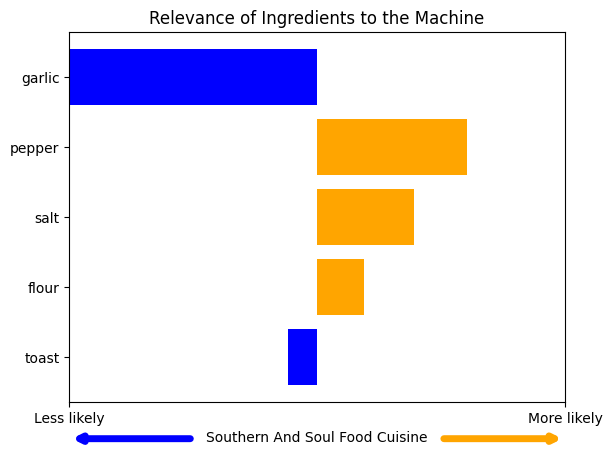 Relevance of Ingredients to the Machine
garlic
pepper
salt
flour
toast
Less likely
More likely
Southern And Soul Food Cuisine